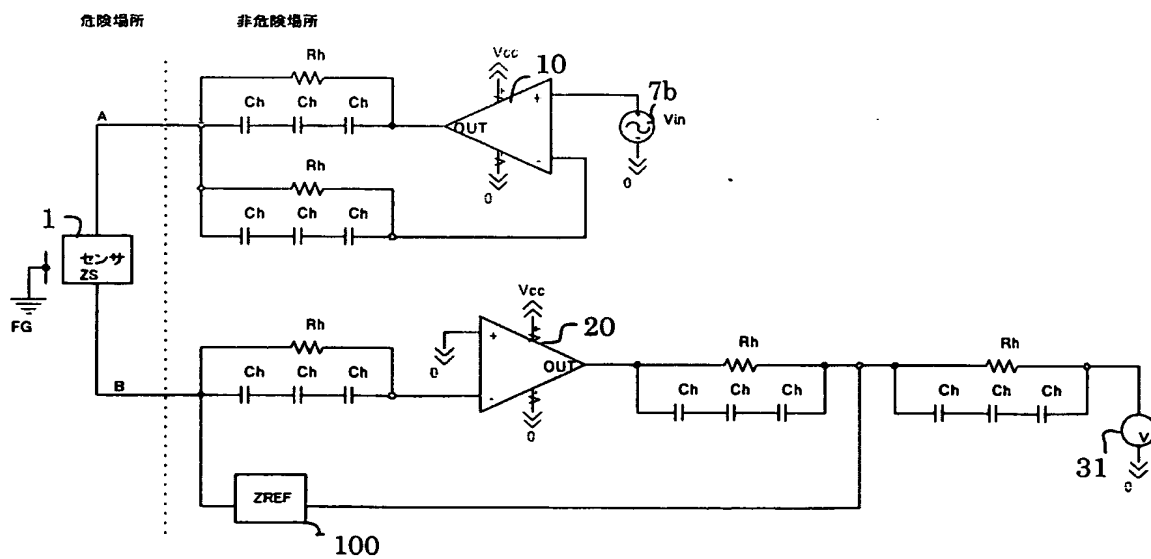 危険場所
非危険場所
Rh
Ch Ch Ch
Vcc
10
OUT
+
-
0
7b
Vin
0
A
Rh
Ch Ch Ch
1
センサ
ZS
FG
B
Rh
Ch Ch Ch
Vcc
20
+
-
OUT
0
0
Rh
Ch Ch Ch
Rh
Ch Ch Ch
V
31
0
ZREF
100